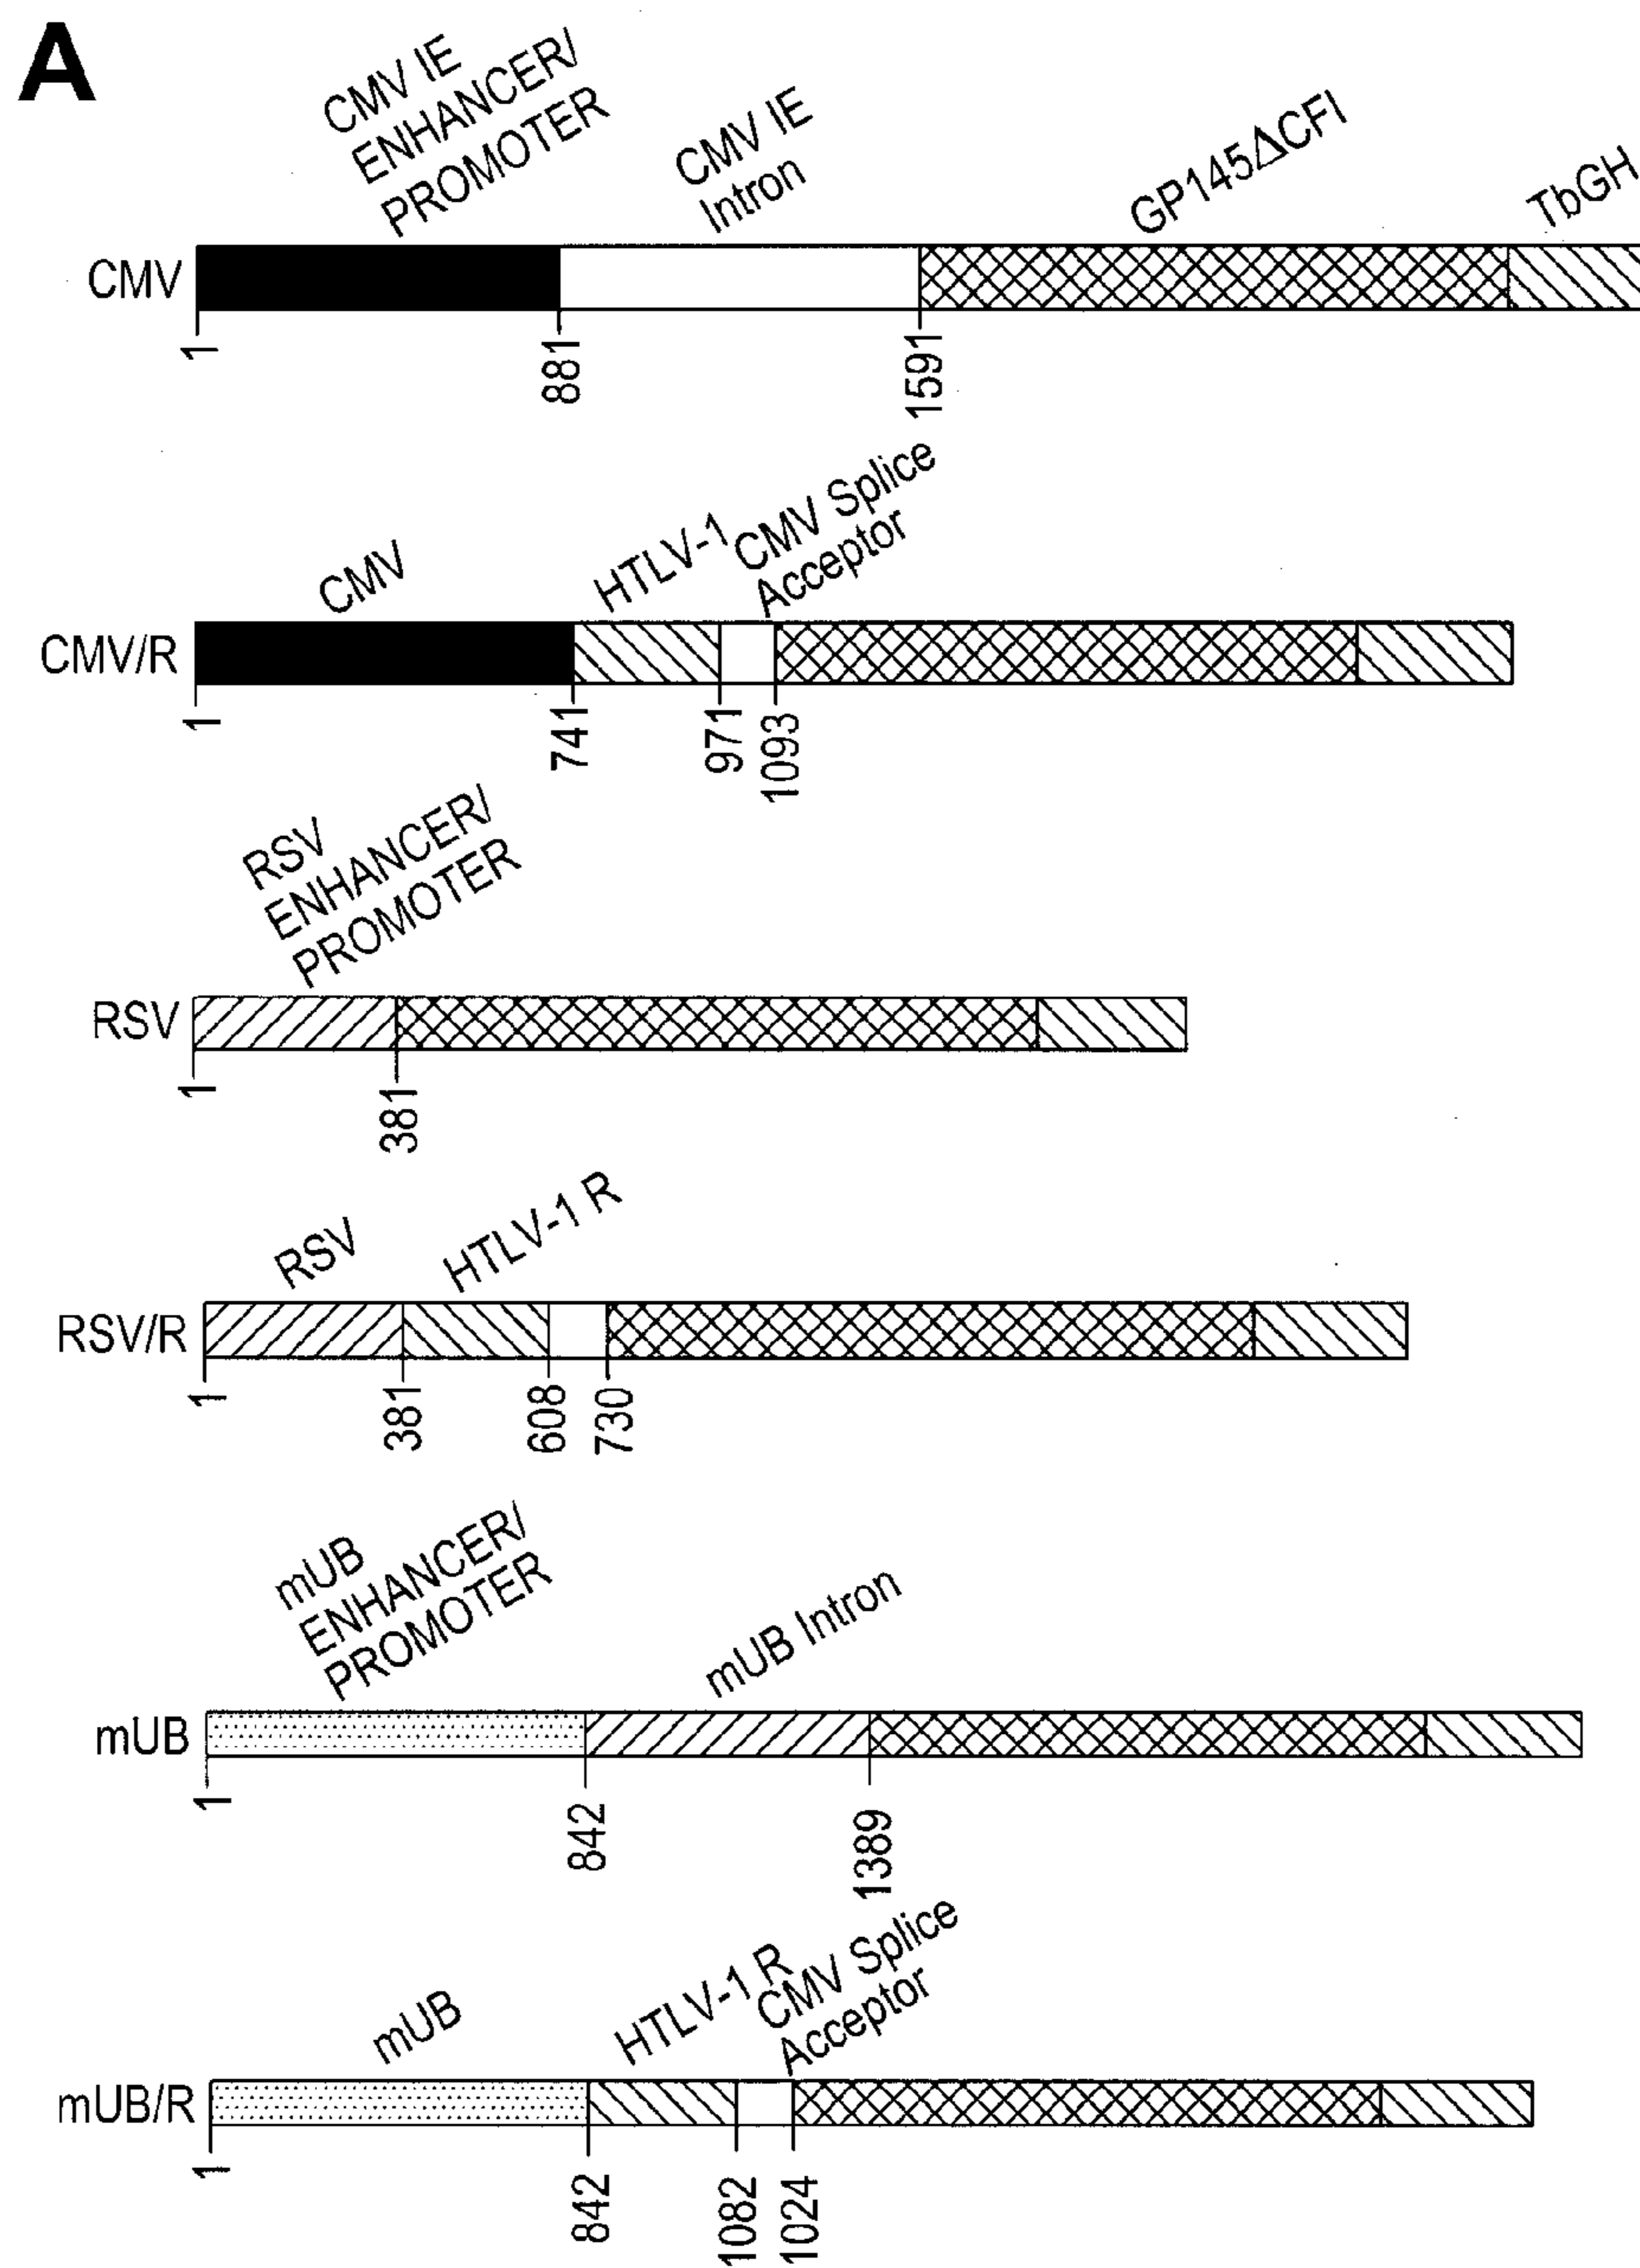 A
CMV IE
ENHANCER/
PROMOTER
CMV IE
Intron
GP145ΔCFI
TbGH
CMV
1
881
1591
CMV
HTLV-1
CMV Splice
Acceptor
CMV/R
1
741
971
1093
RSV
ENHANCER/
PROMOTER
RSV
1
381
RSV
HTLV-1 R
RSV/R
1
381
608
730
mUB
ENHANCER/
PROMOTER
mUB Intron
mUB
1
842
1389
mUB
HTLV-1 R
CMV Splice
Acceptor
mUB/R
1
842
1082
1024